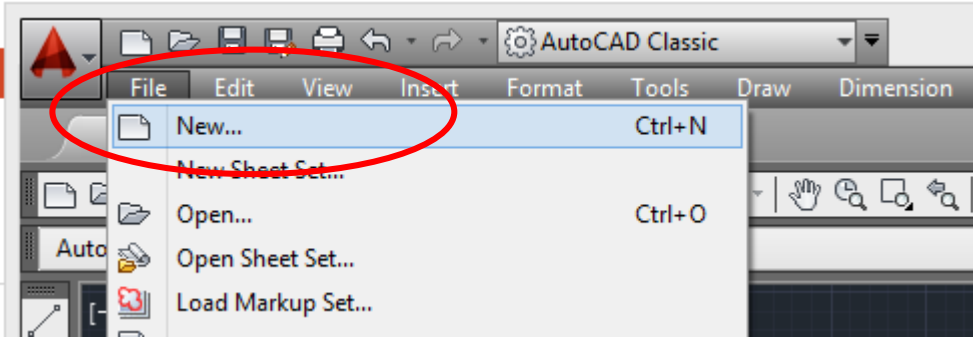 AutoCAD Classic
File Edit View Insert Format Tools Draw Dimension
New... Ctrl+N
New Sheet Set...
Open... Ctrl+O
Auto
Open Sheet Set...
Load Markup Set...
[-